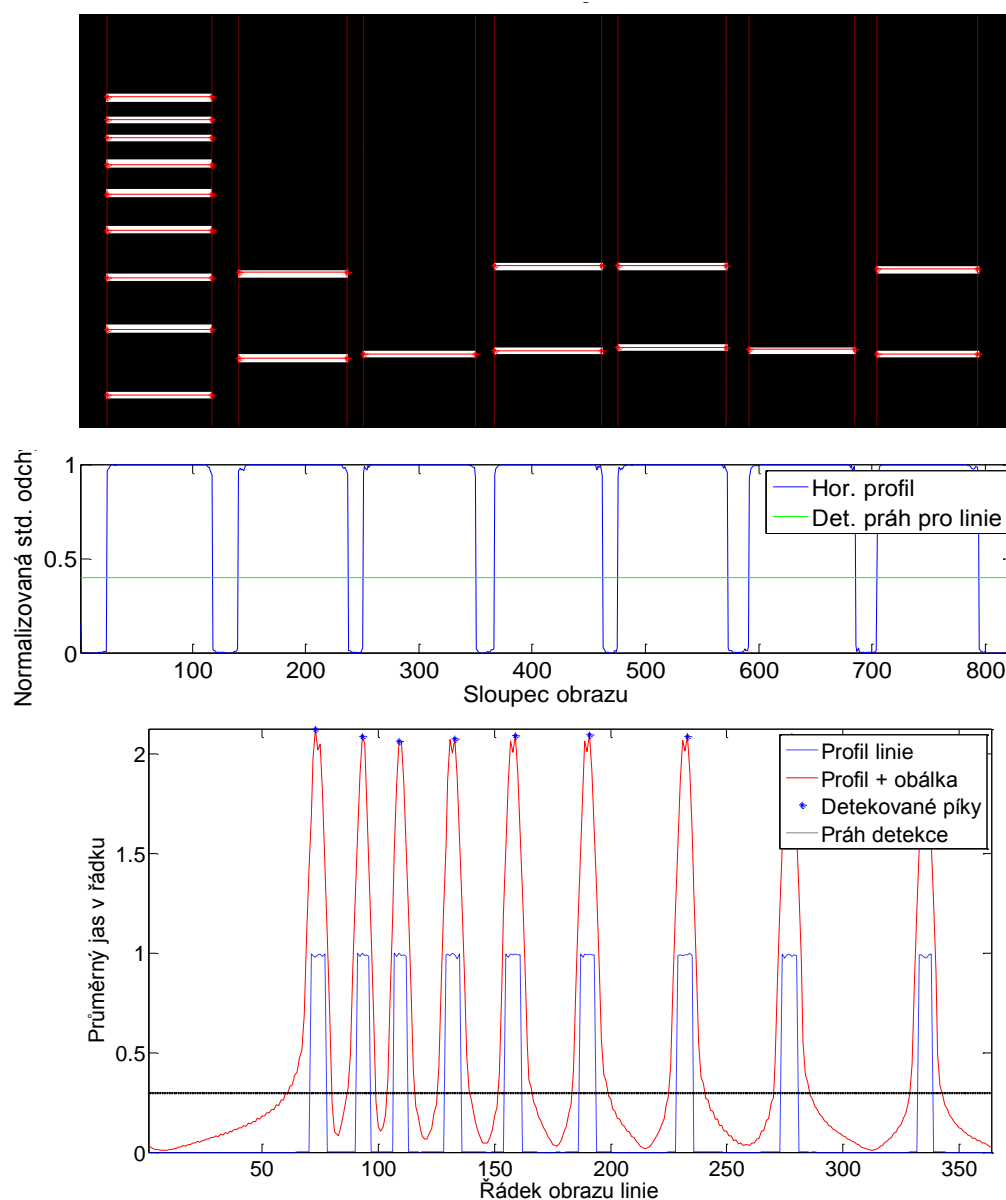 1
0.5
0
Normalizovaná std. odch
Hor. profil
Det. práh pro linie
100 200 300 400 500 600 700 800
Sloupec obrazu
2
1.5
1
0.5
0
Průměrný jas v řádku
Profil linie
Profil + obálka
Detekované píky
Práh detekce
50 100 150 200 250 300 350
Řádek obrazu linie